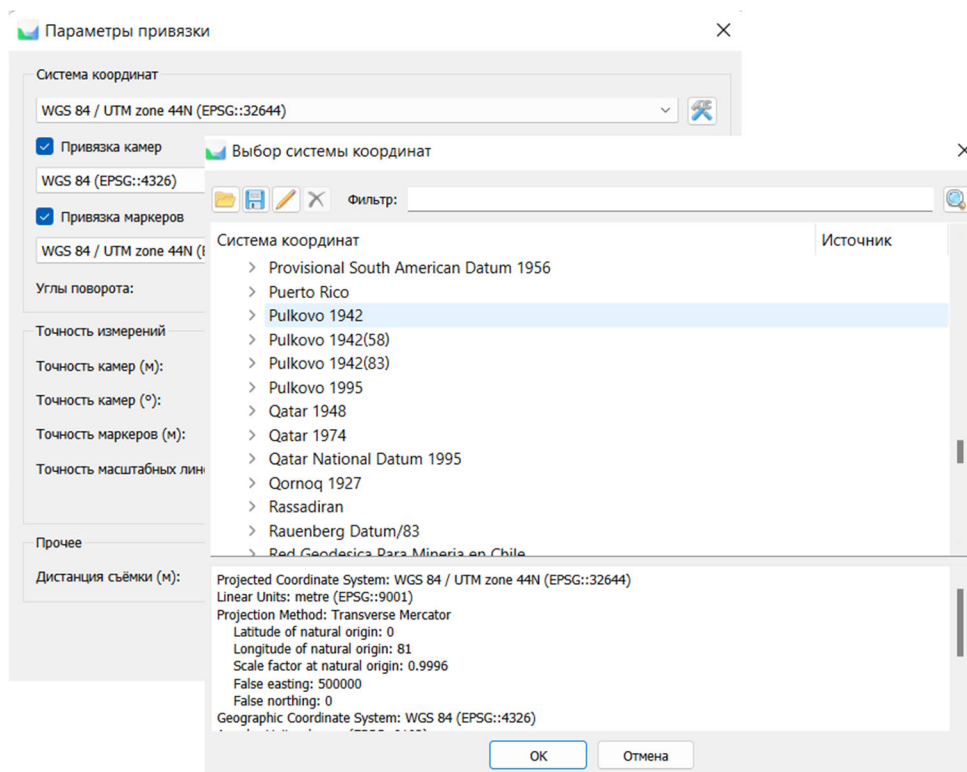 Параметры привязки
Система координат
WGS 84 / UTM zone 44N (EPSG::32644)
Привязка камер
WGS 84 (EPSG::4326)
Привязка маркеров
WGS 84 / UTM zone 44N (
Углы поворота:
Точность измерений
Точность камер (м):
Точность камер (°):
Точность маркеров (м):
Точность масштабных
Прочее
Дистанция съёмки (м):
Выбор системы координат
Фильтр:
Система координат Источник
Provisional South American Datum 1956
Puerto Rico
Pulkovo 1942
Pulkovo 1942(58)
Pulkovo 1942(83)
Pulkovo 1995
Qatar 1948
Qatar 1974
Qatar National Datum 1995
Qornoq 1927
Rassadiran
Rauenberg Datum/83
Red Geodesica Para Mineria en Chile
Projected Coordinate System: WGS 84 / UTM zone 44N (EPSG::32644)
Linear Units: metre (EPSG::9001)
Projection Method: Transverse Mercator
Latitude of natural origin: 0
Longitude of natural origin: 81
Scale factor at natural origin: 0.9996
False easting: 500000
False northing: 0
Geographic Coordinate System: WGS 84 (EPSG::4326)
OK Отмена